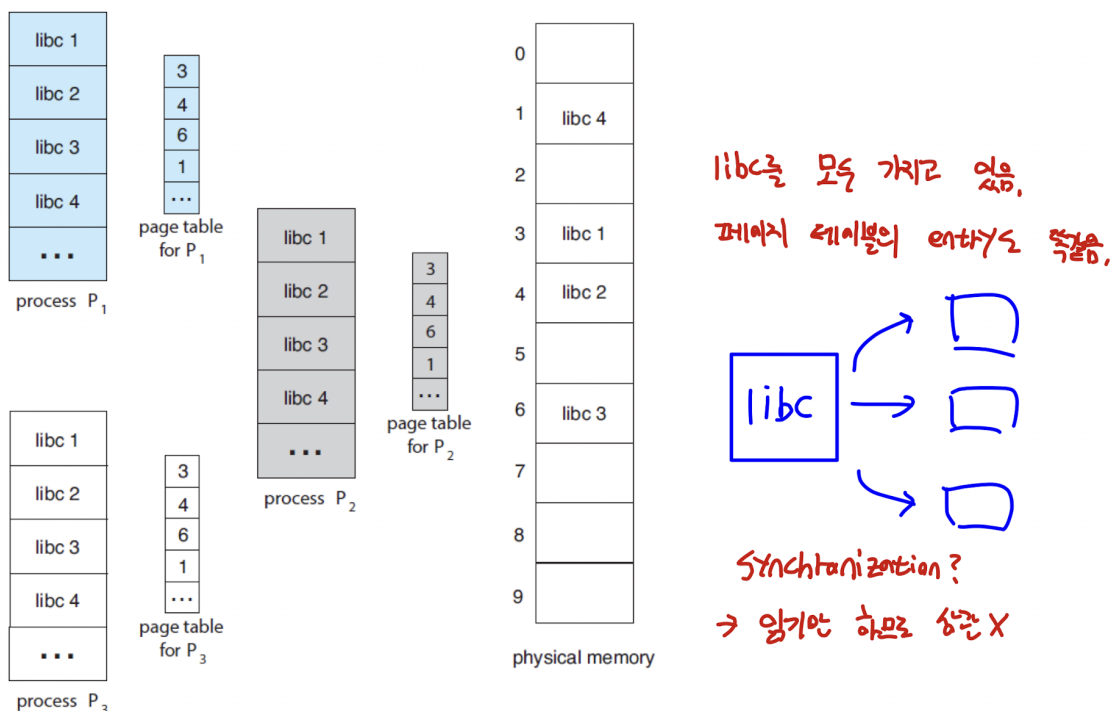 libc 1
libc 2
libc 3
libc 4
...
process P1
3
4
6
1
...
page table
for P1
libc 1
libc 2
libc 3
libc 4
...
process P2
3
4
6
1
...
page table
for P2
libc 1
libc 2
libc 3
libc 4
...
process P3
3
4
6
1
...
page table
for P3
0
1 libc 4
2
3 libc 1
4 libc 2
5
6 libc 3
7
8
9
physical memory
libc를 모두 가지고 있음.
페이지 테이블의 entry도 똑같음.
libc
Synchronization?
→ 읽기만 하므로 상관 X